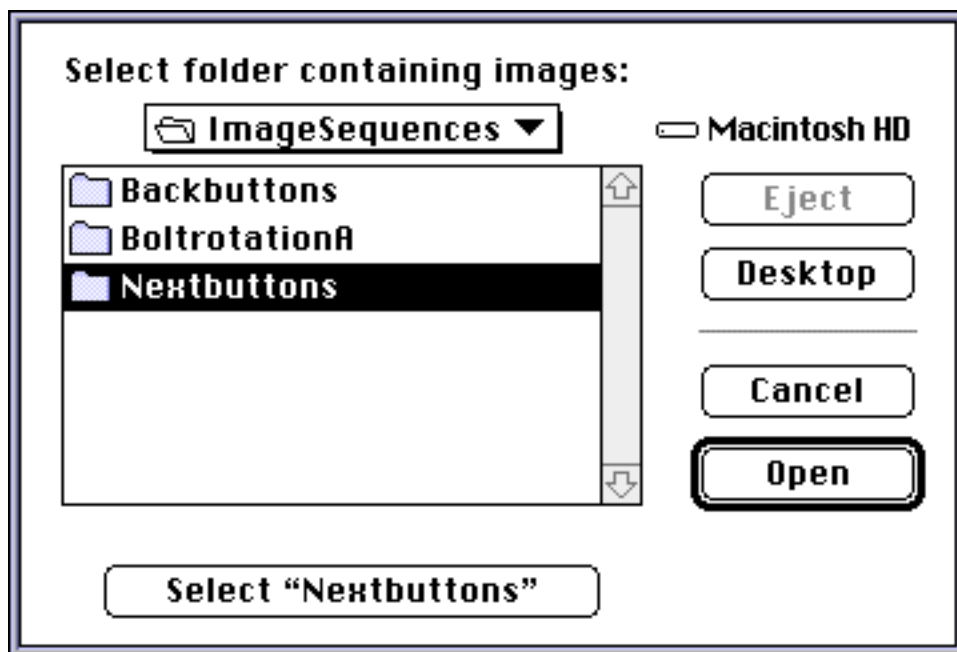 Select folder containing images:
ImageSequences
Macintosh HD
Backbuttons
Eject
BoltrotationA
Desktop
Nextbuttons
Cancel
Open
Select “Nextbuttons”